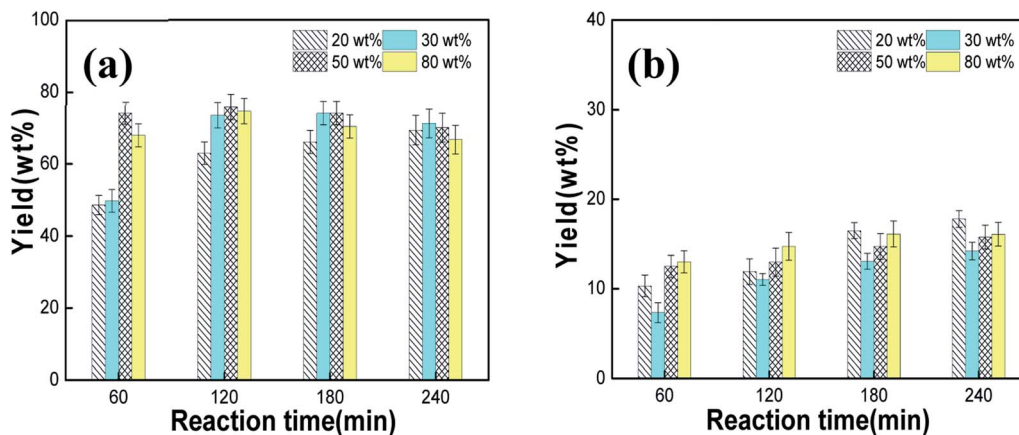 (a)
20 wt% 30 wt%
50 wt% 80 wt%
100
80
60
40
20
0
Yield(wt%)
60 120 180 240
Reaction time(min)
(b)
20 wt% 30 wt%
50 wt% 80 wt%
40
30
20
10
0
Yield(wt%)
60 120 180 240
Reaction time(min)